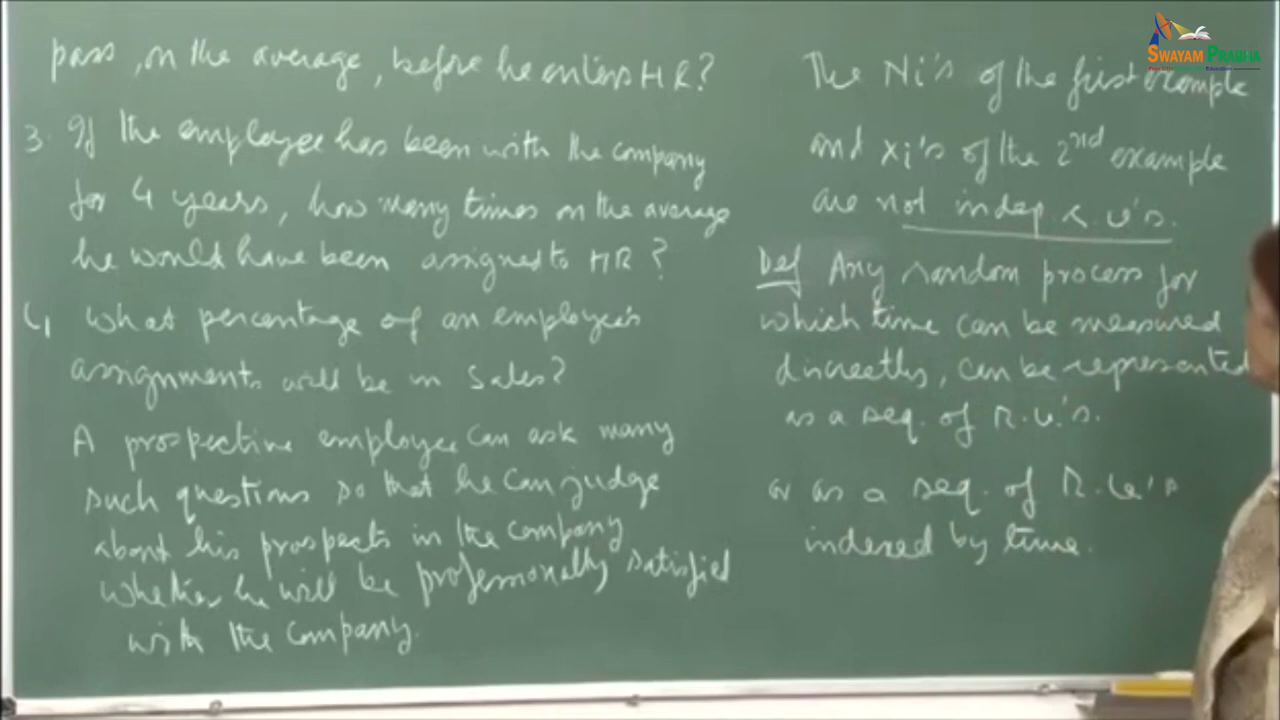 pass, on the average, before he enters HR?
3. If the employee has been with the company
for 4 years, how many times on the average
he would have been assigned to HR?
4. What percentage of an employee's
assignments will be in Sales?
A prospective employee can ask many
such questions so that he can judge
about his prospects in the company
whether he will be professionally satisfied
with the company.
The Ni's of the first example
and Xi's of the 2nd example
are not indep. r.v's.
Def Any random process for
which time can be measured
discretely, can be represented
as a seq. of R.V.'s.
or as a seq. of R.V.'s
indexed by time.
SWAYAM PRABHA